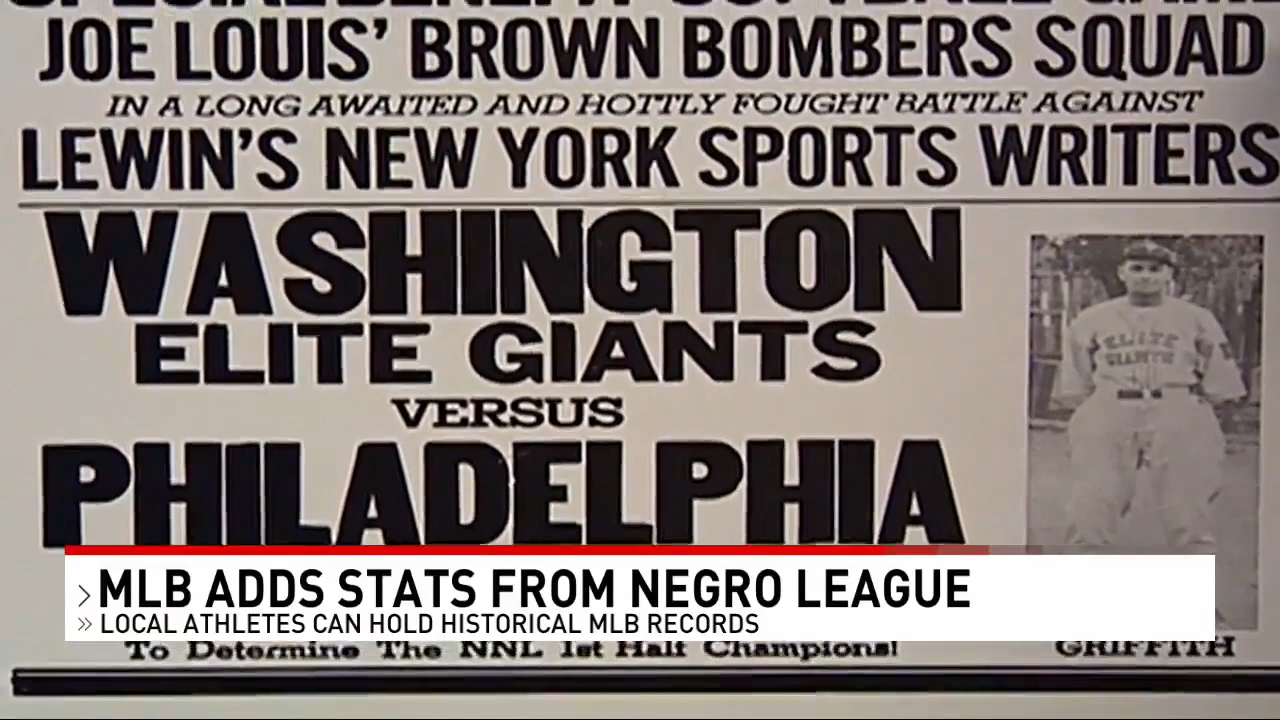 JOE LOUIS' BROWN BOMBERS SQUAD
IN A LONG AWAITED AND HOTTLY FOUGHT BATTLE AGAINST
LEWIN'S NEW YORK SPORTS WRITERS
WASHINGTON
ELITE GIANTS
VERSUS
PHILADELPHIA
ELITE
GIANTS
MLB ADDS STATS FROM NEGRO LEAGUE
LOCAL ATHLETES CAN HOLD HISTORICAL MLB RECORDS
To Determine The NNL 1st Half Champions!
GRIFFITH